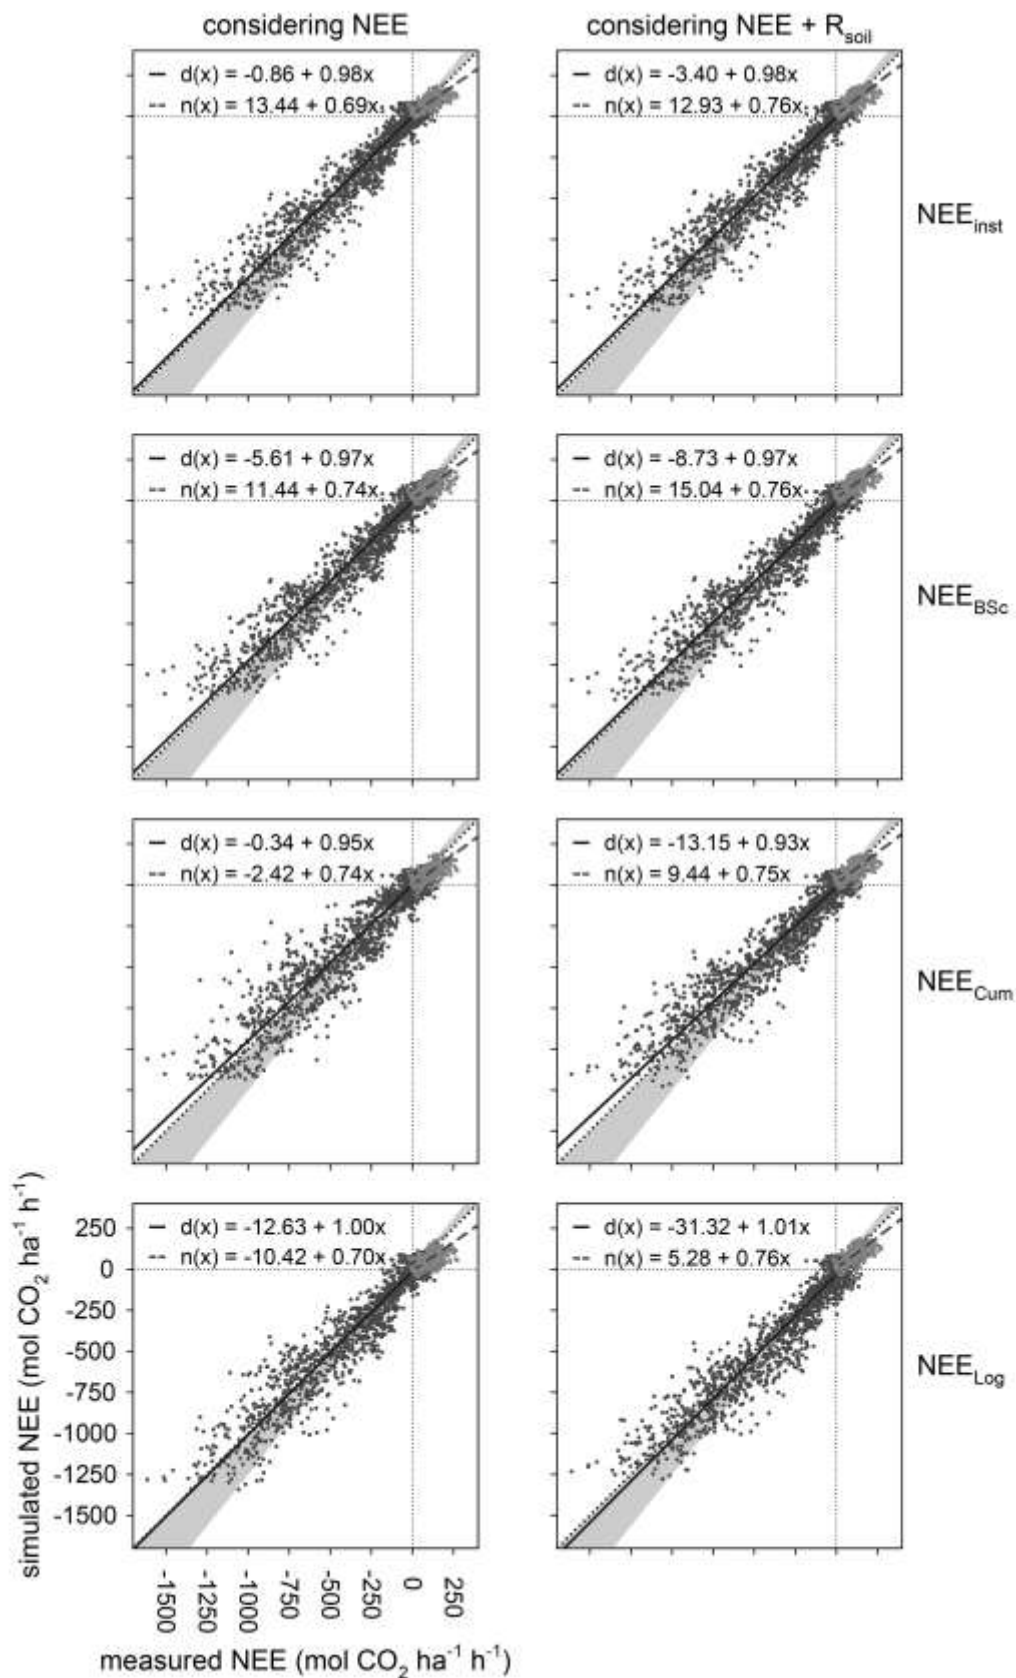 considering NEE
considering NEE + R_soil
d(x) = -0.86 + 0.98x
n(x) = 13.44 + 0.69x
d(x) = -3.40 + 0.98x
n(x) = 12.93 + 0.76x
NEE_inst
d(x) = -5.61 + 0.97x
n(x) = 11.44 + 0.74x
d(x) = -8.73 + 0.97x
n(x) = 15.04 + 0.76x
NEE_BSc
d(x) = -0.34 + 0.95x
n(x) = -2.42 + 0.74x
d(x) = -13.15 + 0.93x
n(x) = 9.44 + 0.75x
NEE_Cum
d(x) = -12.63 + 1.00x
n(x) = -10.42 + 0.70x
d(x) = -31.32 + 1.01x
n(x) = 5.28 + 0.76x
NEE_Log
simulated NEE (mol CO₂ ha⁻¹ h⁻¹)
250
0
-250
-500
-750
-1000
-1250
-1500
-1500
-1250
-1000
-750
-500
-250
0
250
measured NEE (mol CO₂ ha⁻¹ h⁻¹)